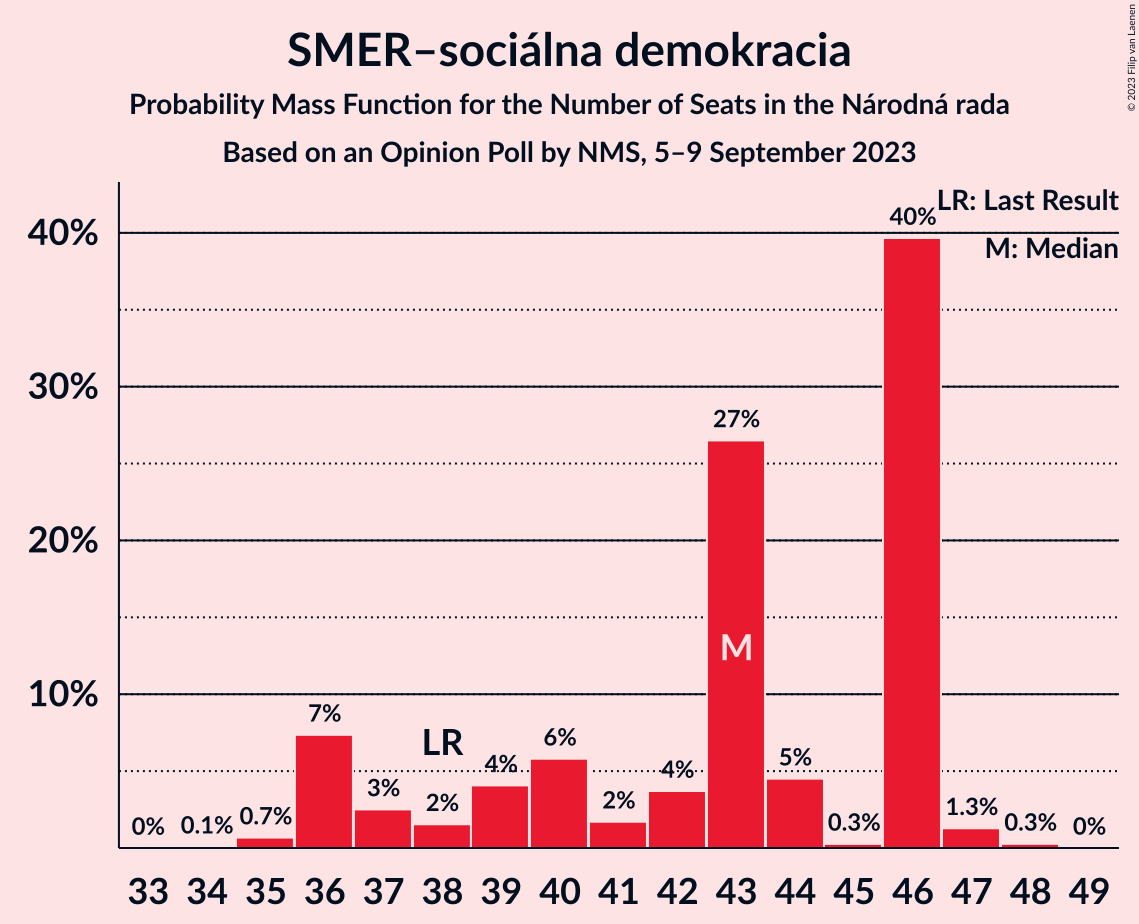 SMER–sociálna demokracia
Probability Mass Function for the Number of Seats in the Národná rada
Based on an Opinion Poll by NMS, 5–9 September 2023
© 2023 Filip van Laenen
LR: Last Result
M: Median
40%
30%
20%
10%
0%
0.1%
0.7%
7%
3%
2%
LR
4%
6%
2%
4%
27%
M
5%
0.3%
40%
1.3%
0.3%
0%
33 34 35 36 37 38 39 40 41 42 43 44 45 46 47 48 49